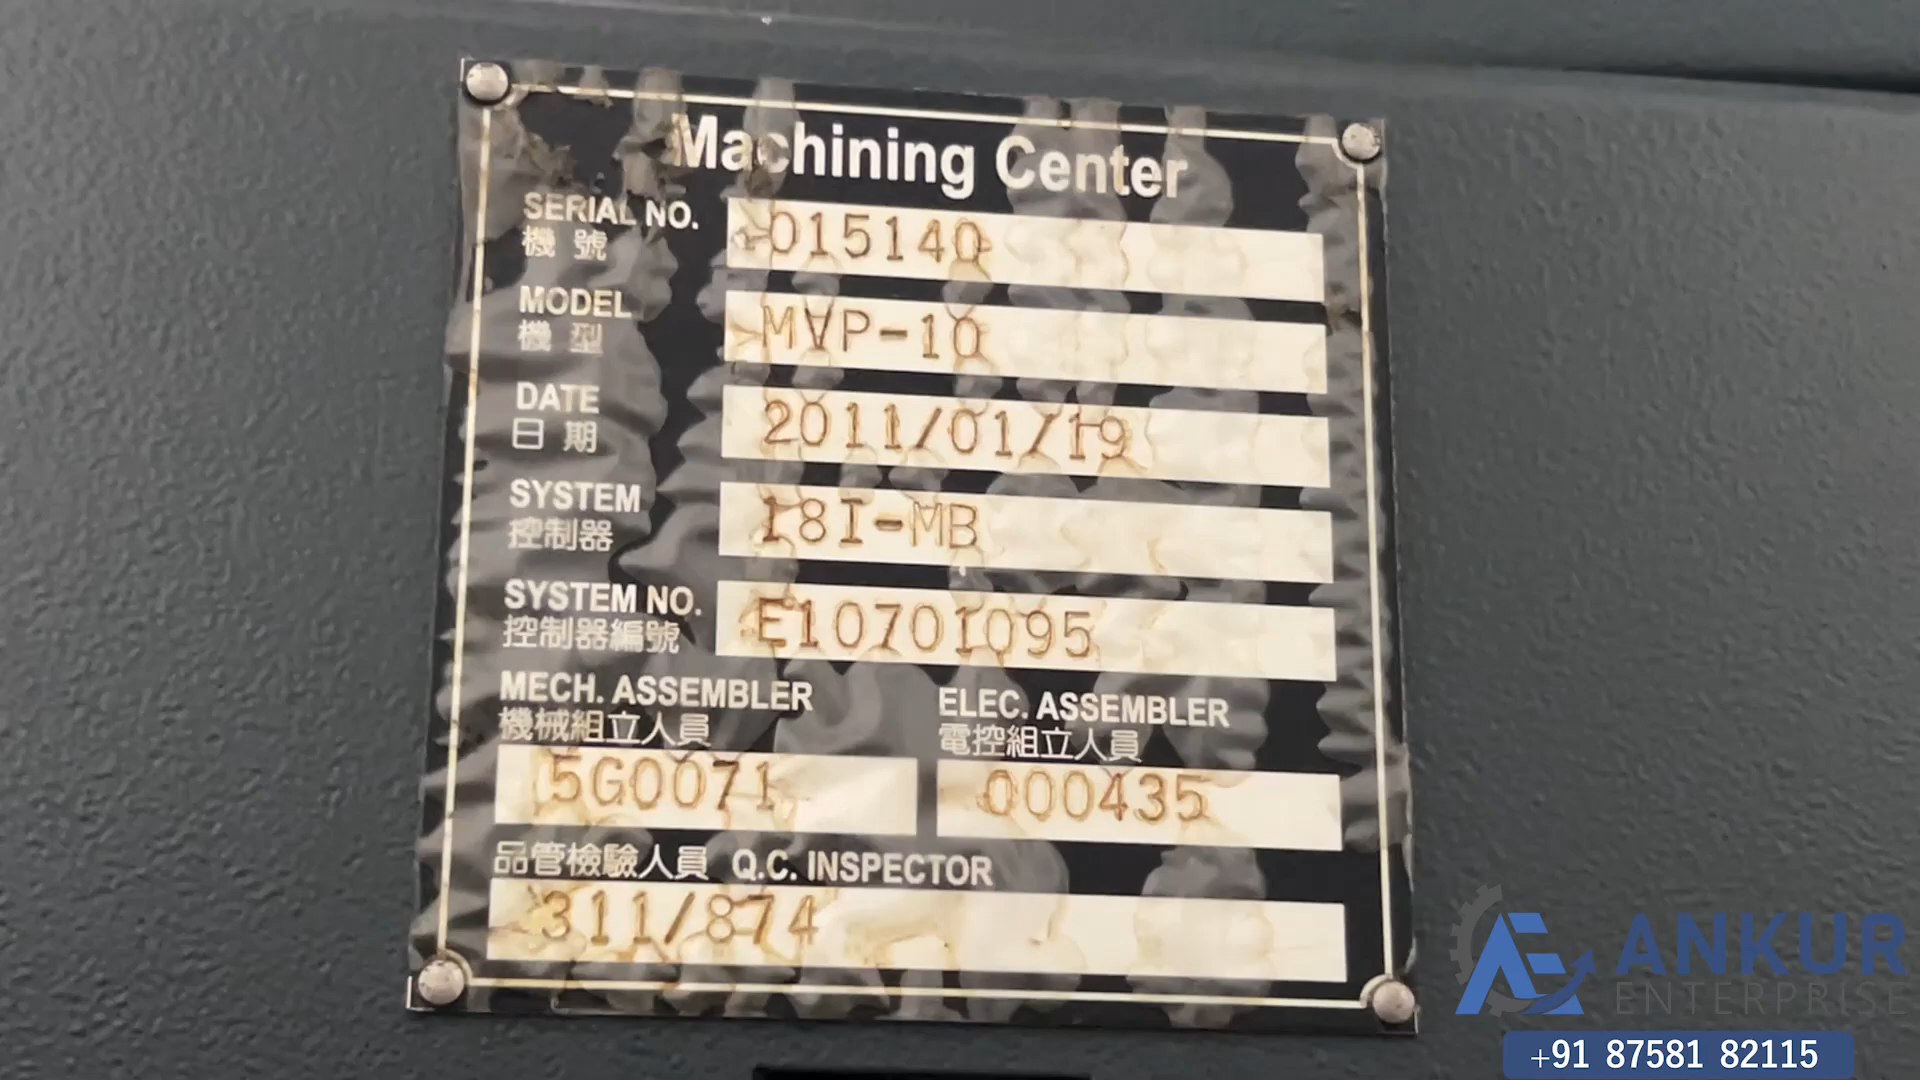 Machining Center
SERIAL NO. 015140
機號
MODEL MVP-10
機型
DATE 2011/01/19
日期
SYSTEM 18I-MB
控制器
SYSTEM NO. E10701095
控制器編號
MECH. ASSEMBLER
機械組立人員
5G0071
ELEC. ASSEMBLER
電控組立人員
000435
品管檢驗人員 Q.C. INSPECTOR
311/874
AE ANKUR
ENTERPRISE
+91 87581 82115